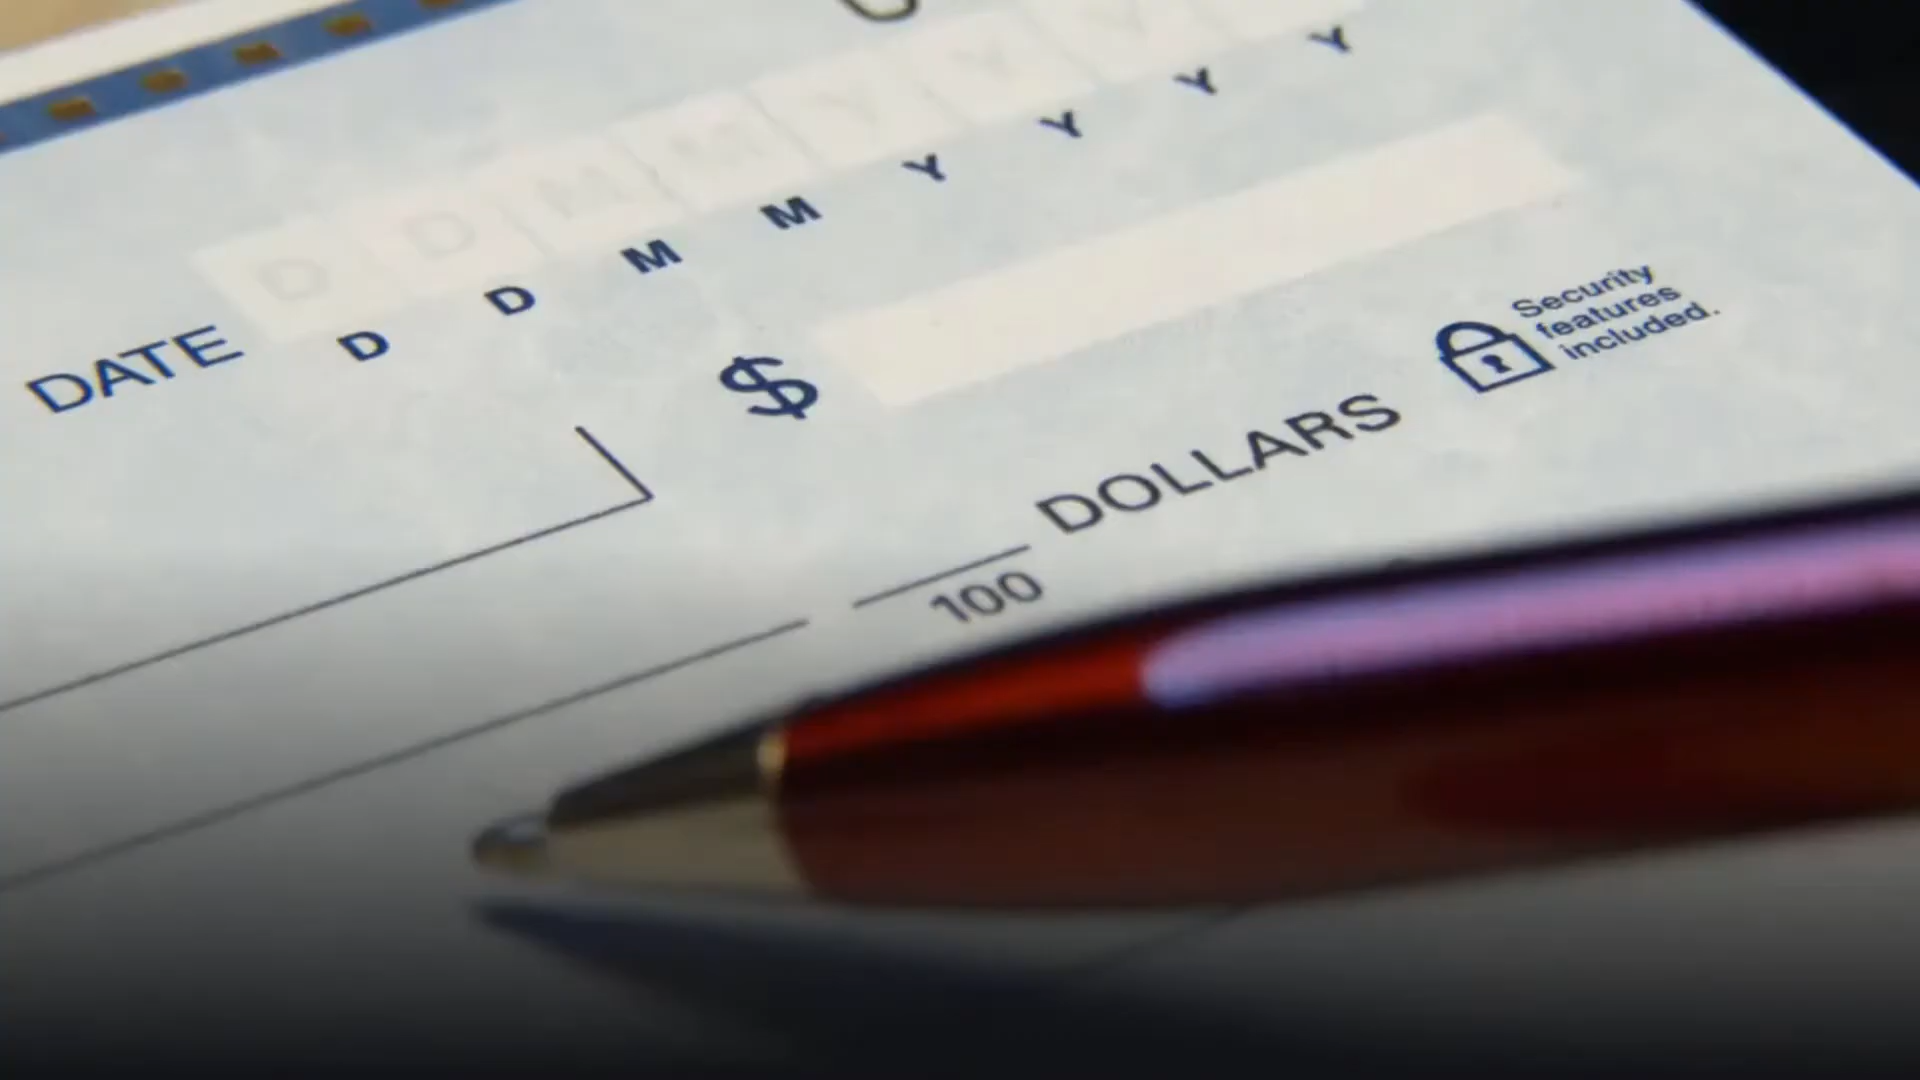 DATE
D D M M Y Y Y Y
$
Security
features
included.
DOLLARS
100